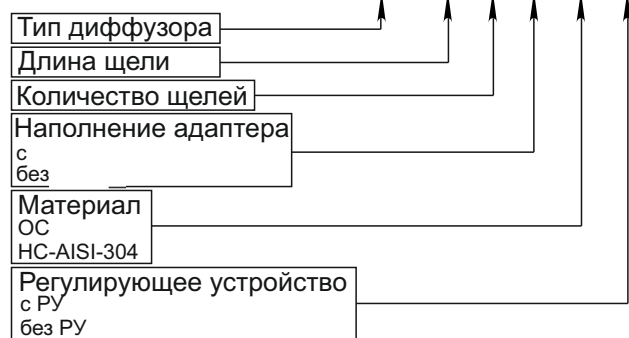 Тип диффузора
Длина щели
Количество щелей
Наполнение адаптера
с
без
Материал
ОС
НС-AISI-304
Регулирующее устройство
с РУ
без РУ